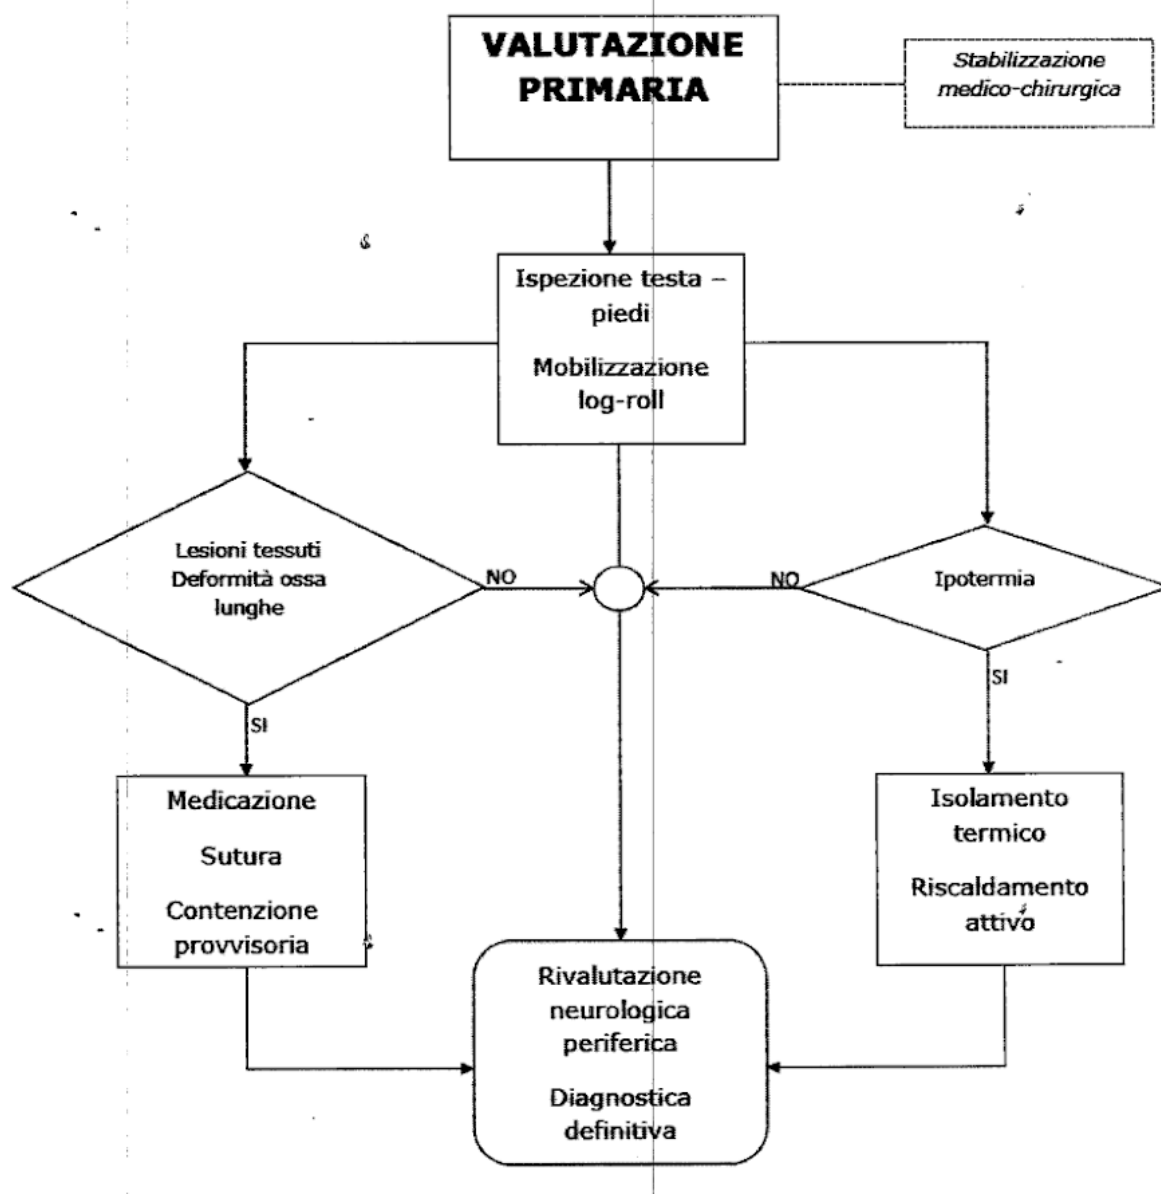 VALUTAZIONE
PRIMARIA
Stabilizzazione
medico-chirurgica
Ispezione testa –
piedi
Mobilizzazione
log-roll
Lesioni tessuti
Deformità ossa
lunghe
NO
NO
Ipotermia
SI
SI
Medicazione
Sutura
Contenzione
provvisoria
Isolamento
termico
Riscaldamento
attivo
Rivalutazione
neurologica
periferica
Diagnostica
definitiva